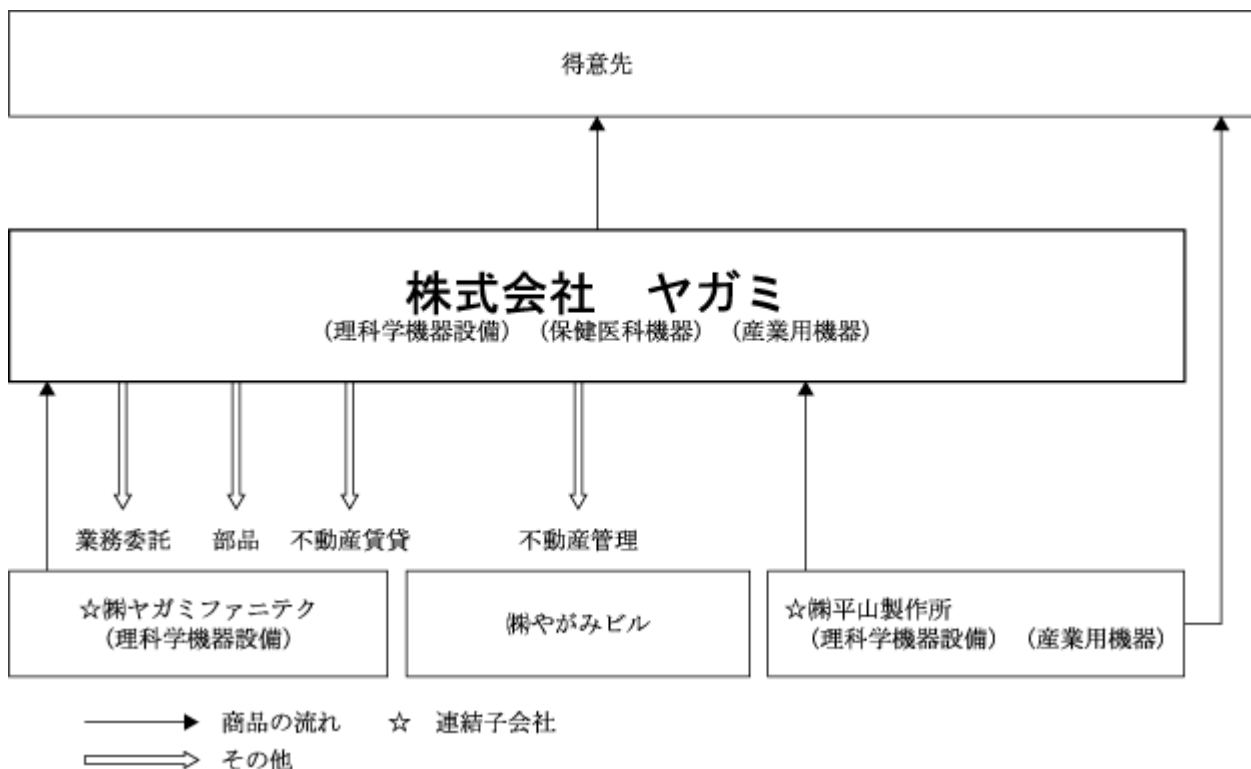 得意先
株式会社　ヤガミ
（理科学機器設備）　（保健医科機器）　（産業用機器）
業務委託　部品　不動産賃貸　不動産管理
☆㈱ヤガミファニテク
（理科学機器設備）
㈱やがみビル
☆㈱平山製作所
（理科学機器設備）　（産業用機器）
商品の流れ　☆　連結子会社
その他